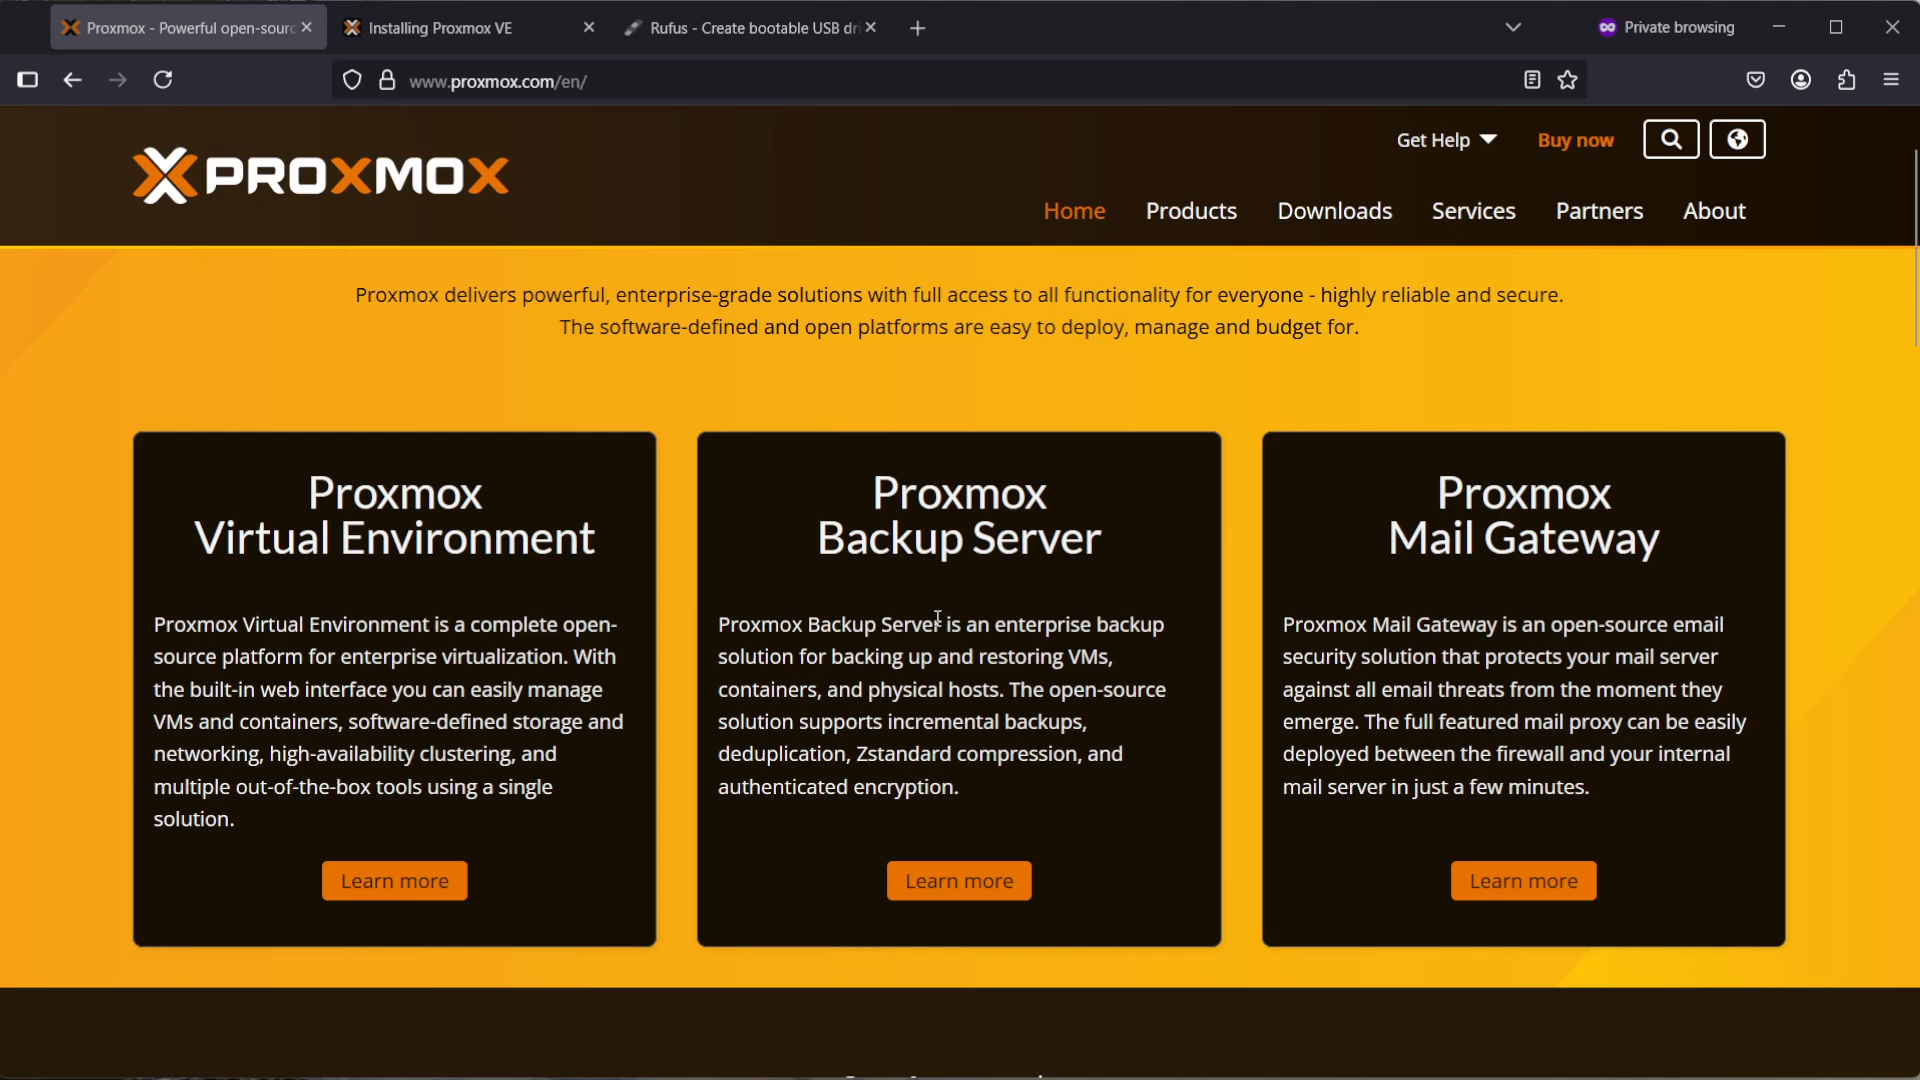 Proxmox - Powerful open-sourc
Installing Proxmox VE
Rufus - Create bootable USB dri
Private browsing
www.proxmox.com/en/
Get Help
Buy now
PROXMOX
Home
Products
Downloads
Services
Partners
About
Proxmox delivers powerful, enterprise-grade solutions with full access to all functionality for everyone - highly reliable and secure.
The software-defined and open platforms are easy to deploy, manage and budget for.
Proxmox
Virtual Environment
Proxmox Virtual Environment is a complete open-
source platform for enterprise virtualization. With
the built-in web interface you can easily manage
VMs and containers, software-defined storage and
networking, high-availability clustering, and
multiple out-of-the-box tools using a single
solution.
Learn more
Proxmox
Backup Server
Proxmox Backup Server is an enterprise backup
solution for backing up and restoring VMs,
containers, and physical hosts. The open-source
solution supports incremental backups,
deduplication, Zstandard compression, and
authenticated encryption.
Learn more
Proxmox
Mail Gateway
Proxmox Mail Gateway is an open-source email
security solution that protects your mail server
against all email threats from the moment they
emerge. The full featured mail proxy can be easily
deployed between the firewall and your internal
mail server in just a few minutes.
Learn more